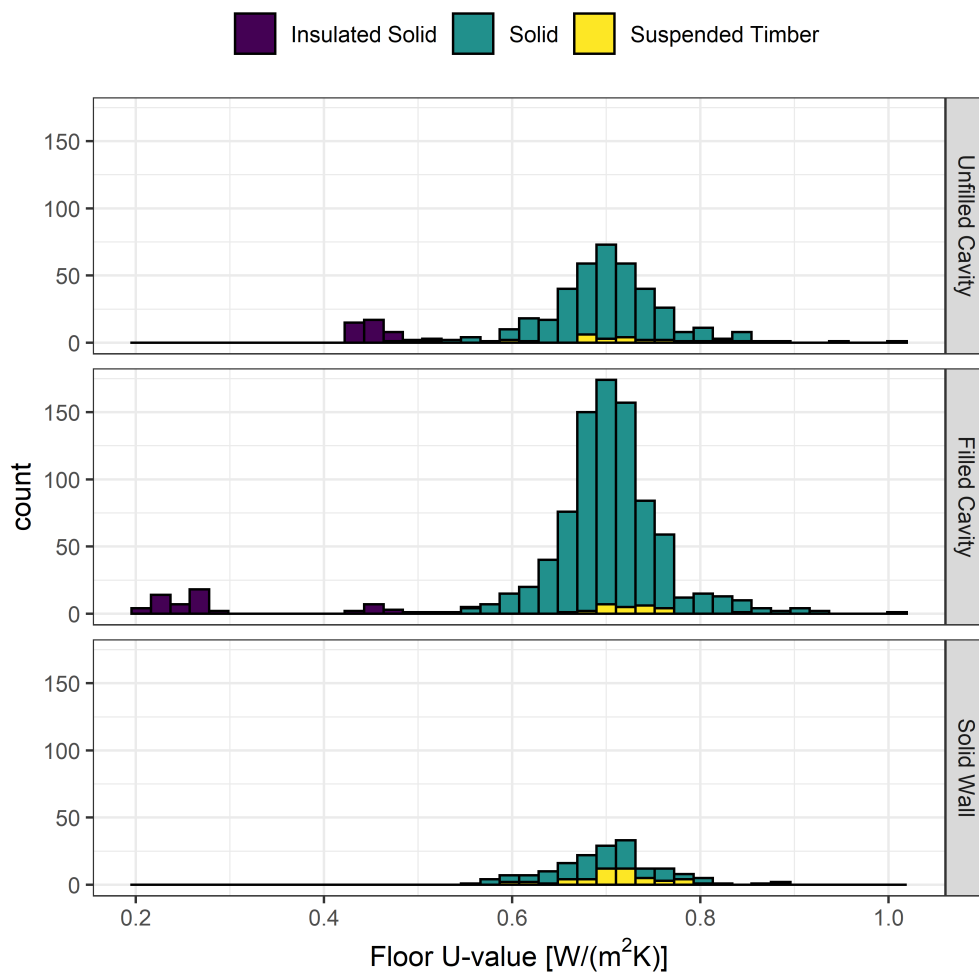 Insulated Solid Solid Suspended Timber
150
100
50
0
Unfilled Cavity
150
100
50
0
Filled Cavity
count
150
100
50
0
Solid Wall
0.2 0.4 0.6 0.8 1.0
Floor U-value [W/(m²K)]